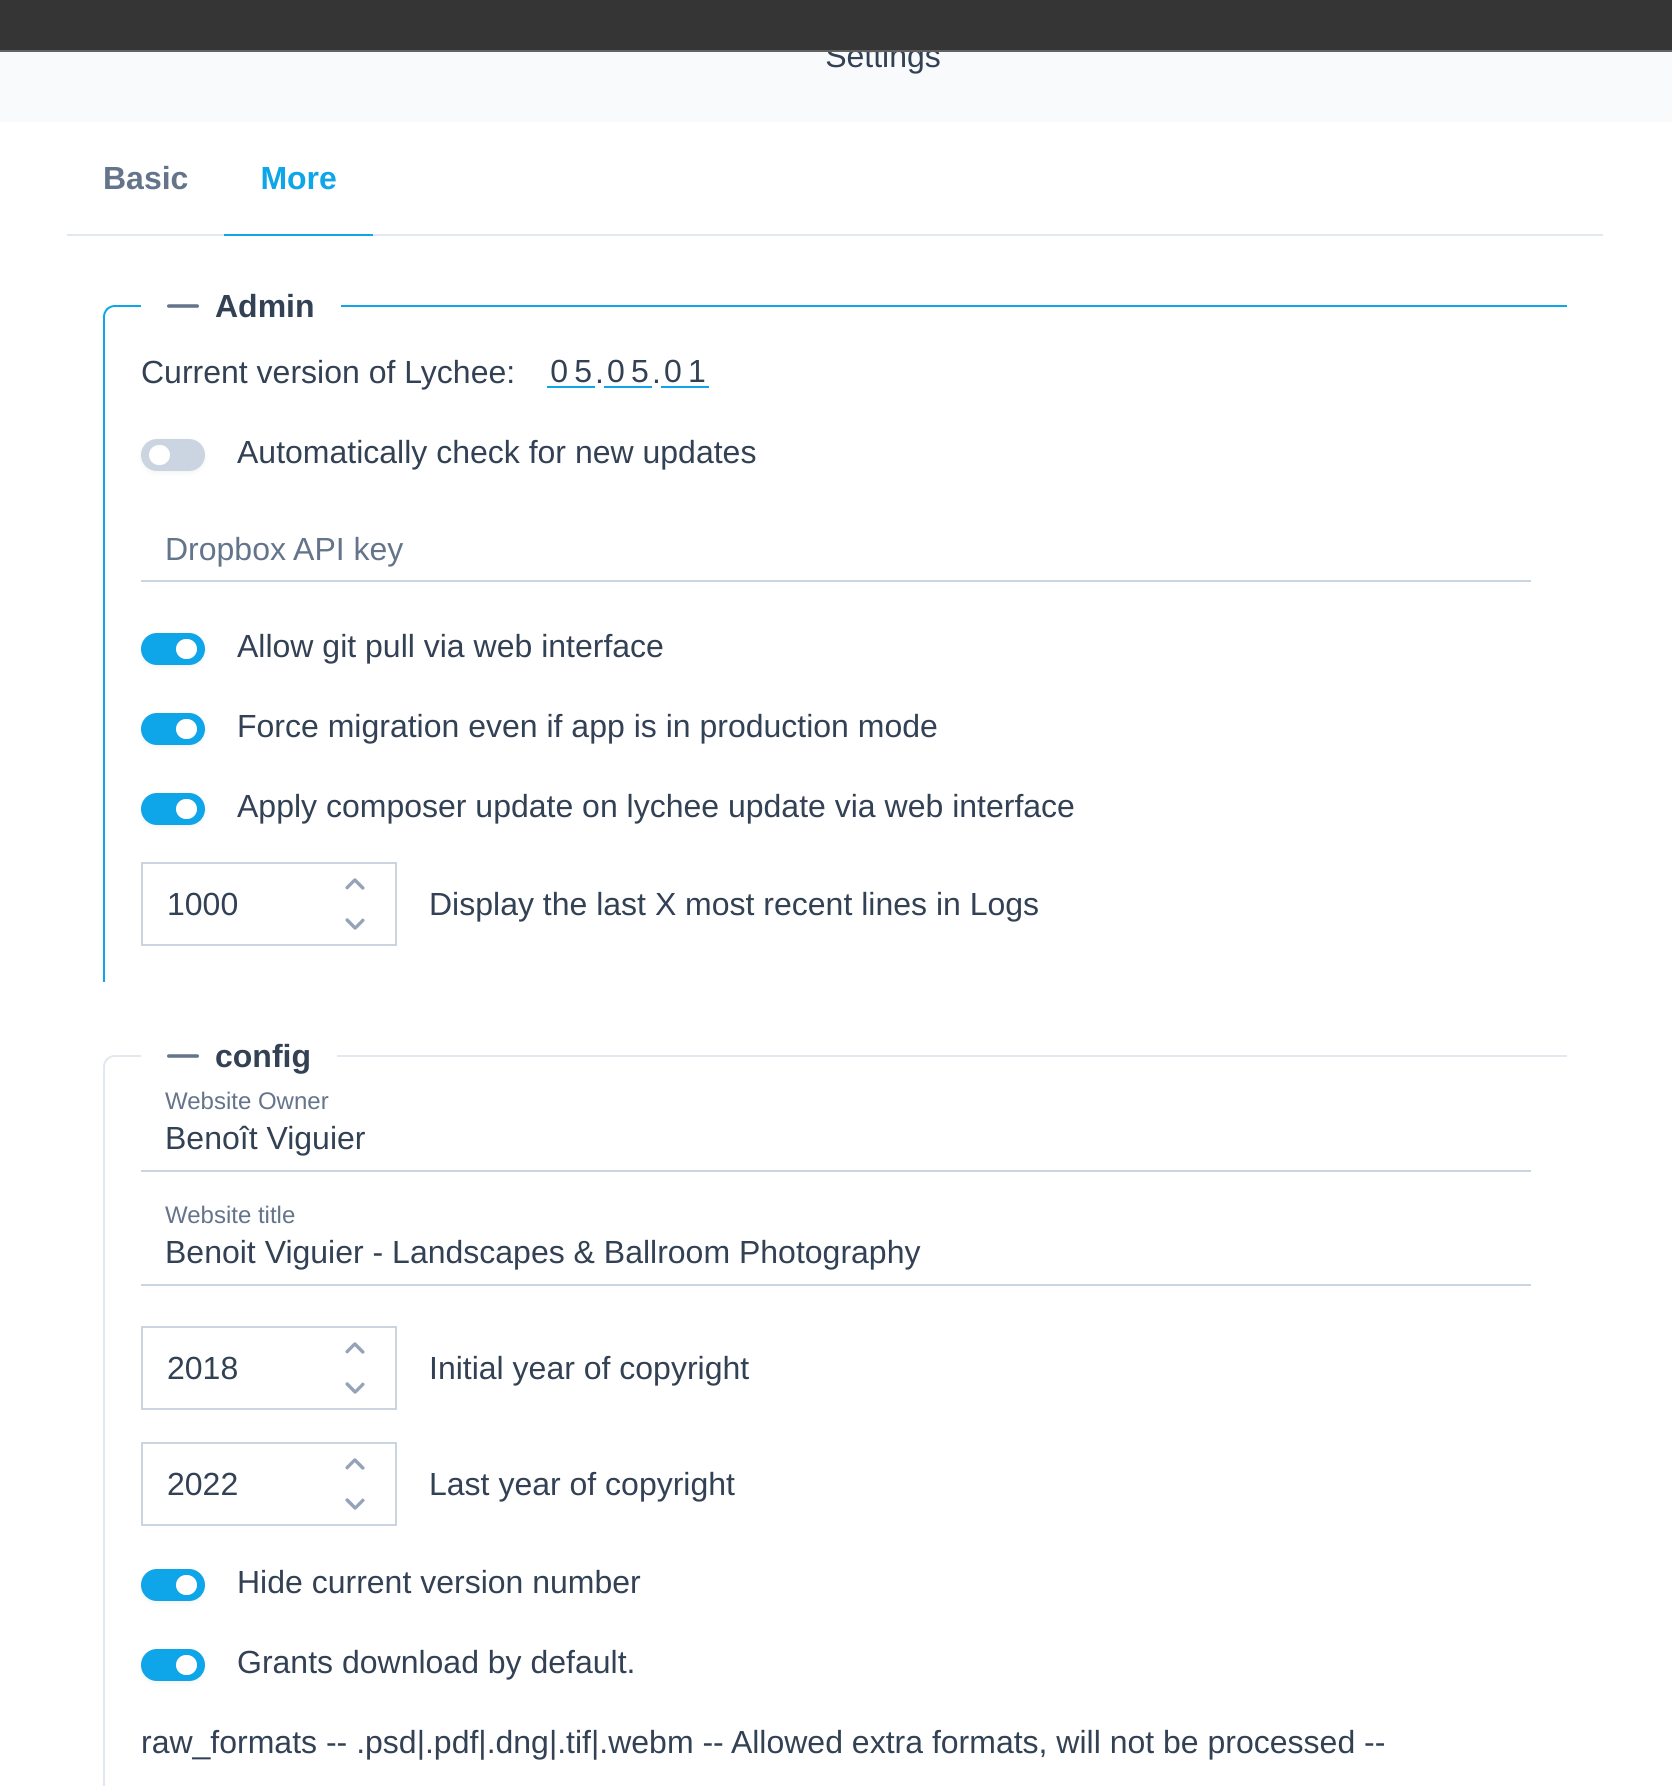 Settings
Basic More
Admin
Current version of Lychee: 05.05.01
Automatically check for new updates
Dropbox API key
Allow git pull via web interface
Force migration even if app is in production mode
Apply composer update on lychee update via web interface
1000 Display the last X most recent lines in Logs
config
Website Owner
Benoît Viguier
Website title
Benoit Viguier - Landscapes & Ballroom Photography
2018 Initial year of copyright
2022 Last year of copyright
Hide current version number
Grants download by default.
raw_formats -- .psd|.pdf|.dng|.tif|.webm -- Allowed extra formats, will not be processed --